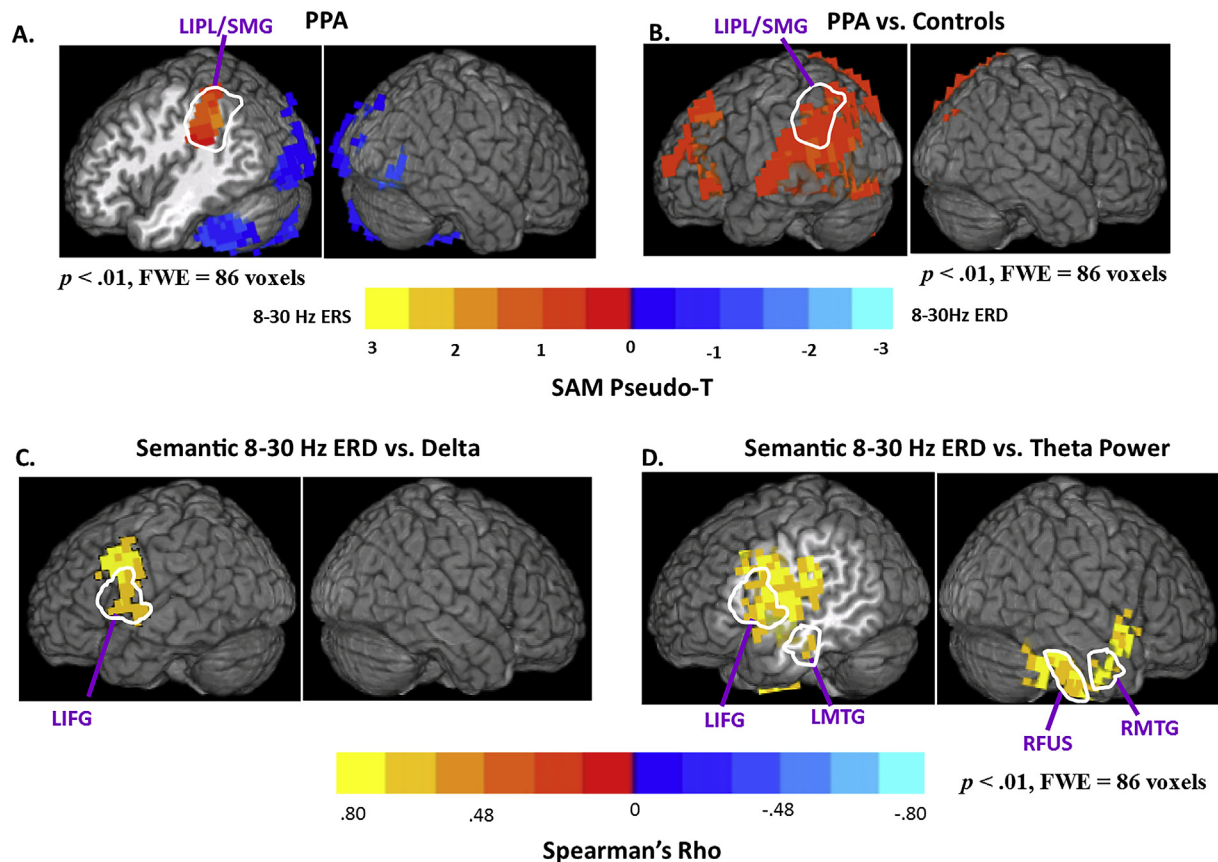 A.
PPA
LIPL/SMG
B.
PPA vs. Controls
LIPL/SMG
p < .01, FWE = 86 voxels
p < .01, FWE = 86 voxels
8-30 Hz ERS
8-30Hz ERD
3 2 1 0 -1 -2 -3
SAM Pseudo-T
C.
Semantic 8-30 Hz ERD vs. Delta
D.
Semantic 8-30 Hz ERD vs. Theta Power
LIFG
LIFG
LMTG
RFUS
RMTG
p < .01, FWE = 86 voxels
.80 .48 0 -.48 -.80
Spearman's Rho